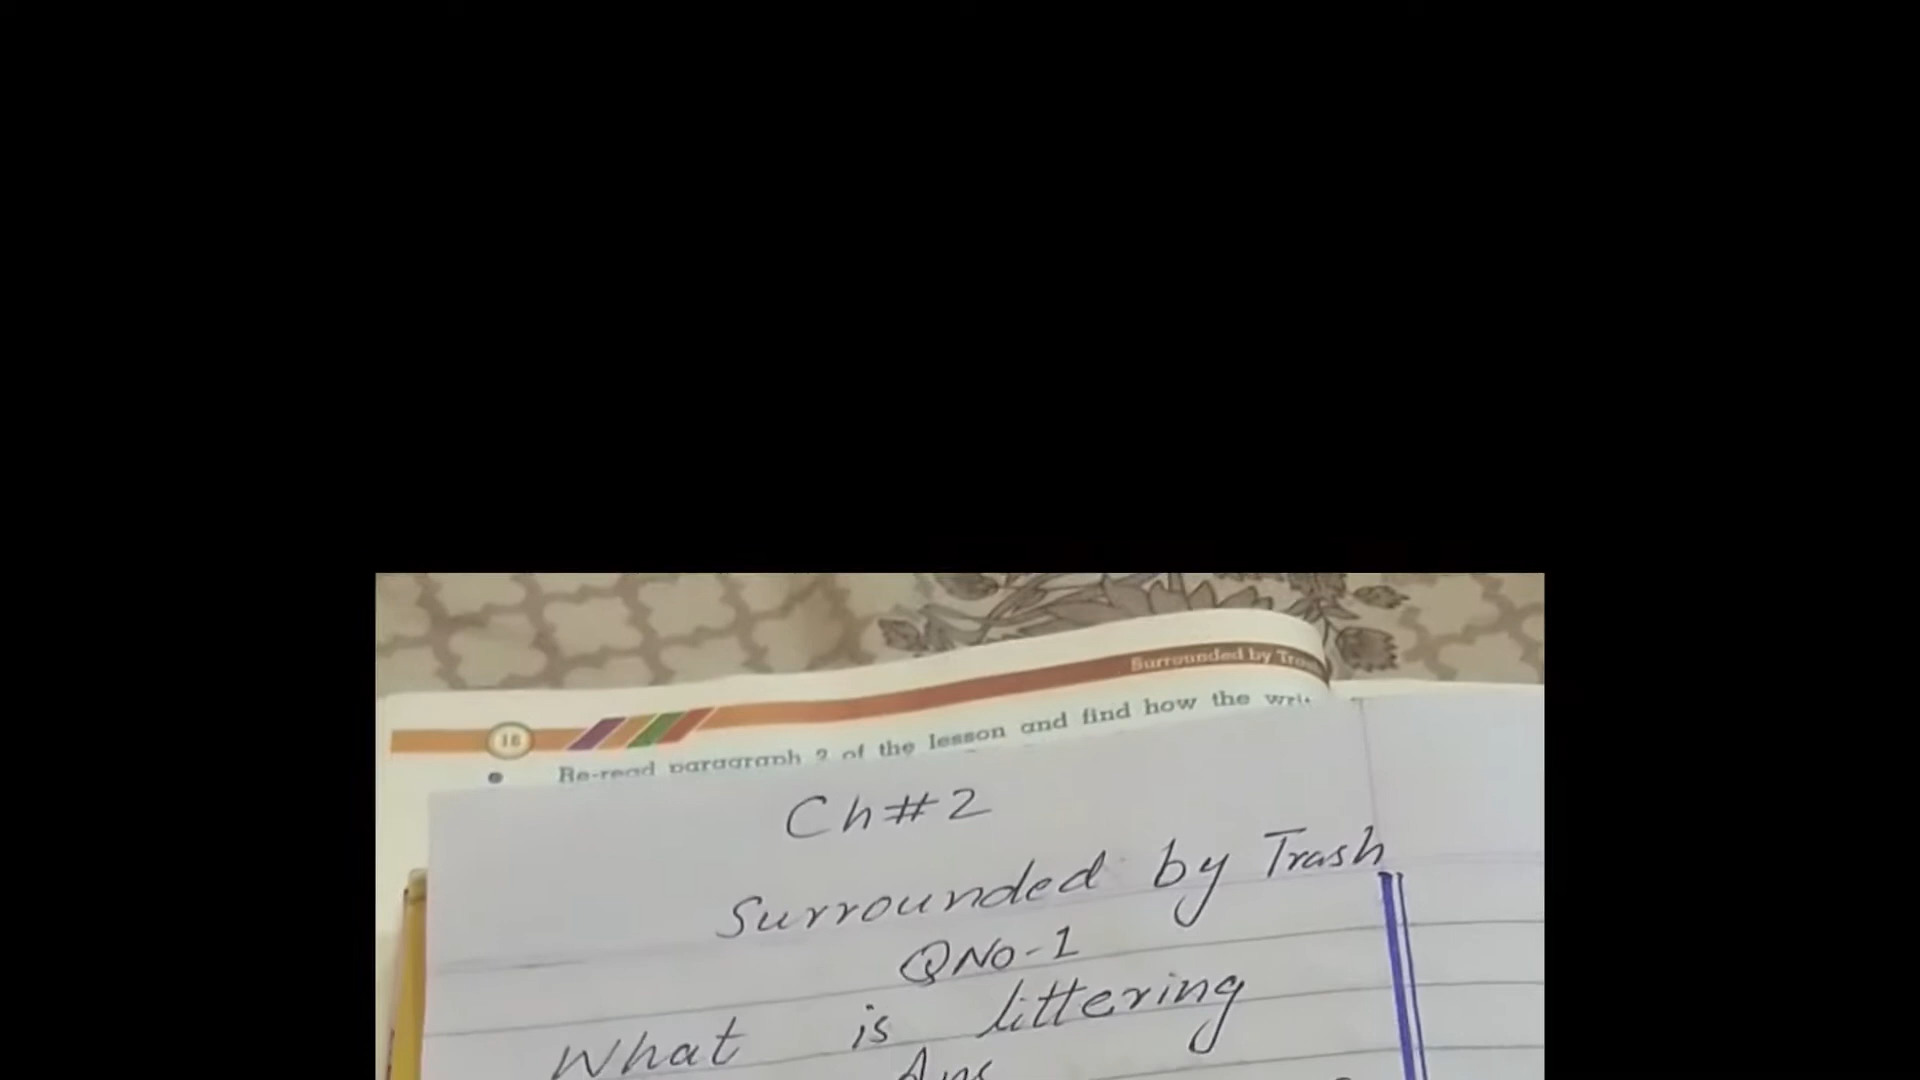 Surrounded by Tra
18
Re-read paragraph 2 of the lesson and find how the wri
Ch#2
Surrounded by Trash
QNo-1
What is littering
Ans